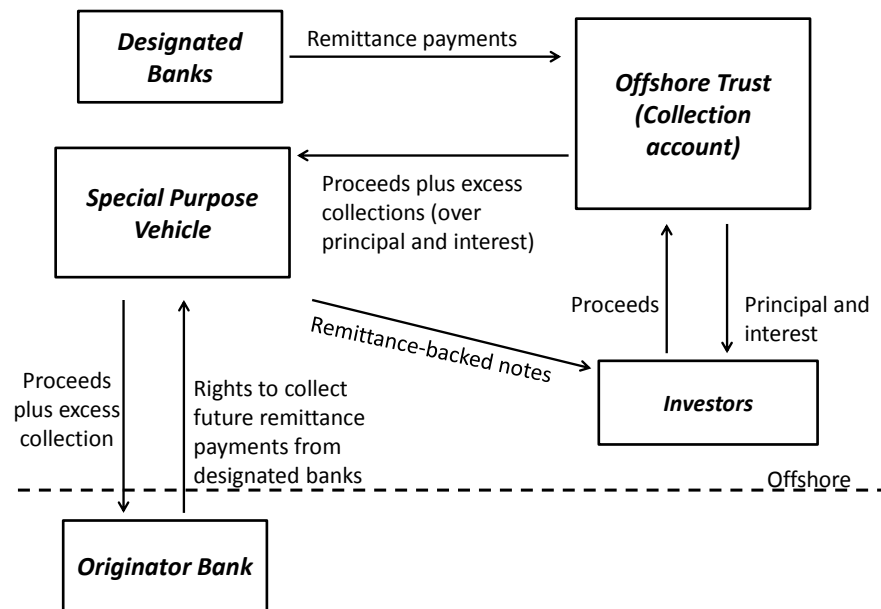 Designated
Banks
Remittance payments
Offshore Trust
(Collection
account)
Special Purpose
Vehicle
Proceeds plus excess
collections (over
principal and interest)
Proceeds
Principal and
interest
Remittance-backed notes
Investors
Proceeds
plus excess
collection
Rights to collect
future remittance
payments from
designated banks
Offshore
Originator Bank